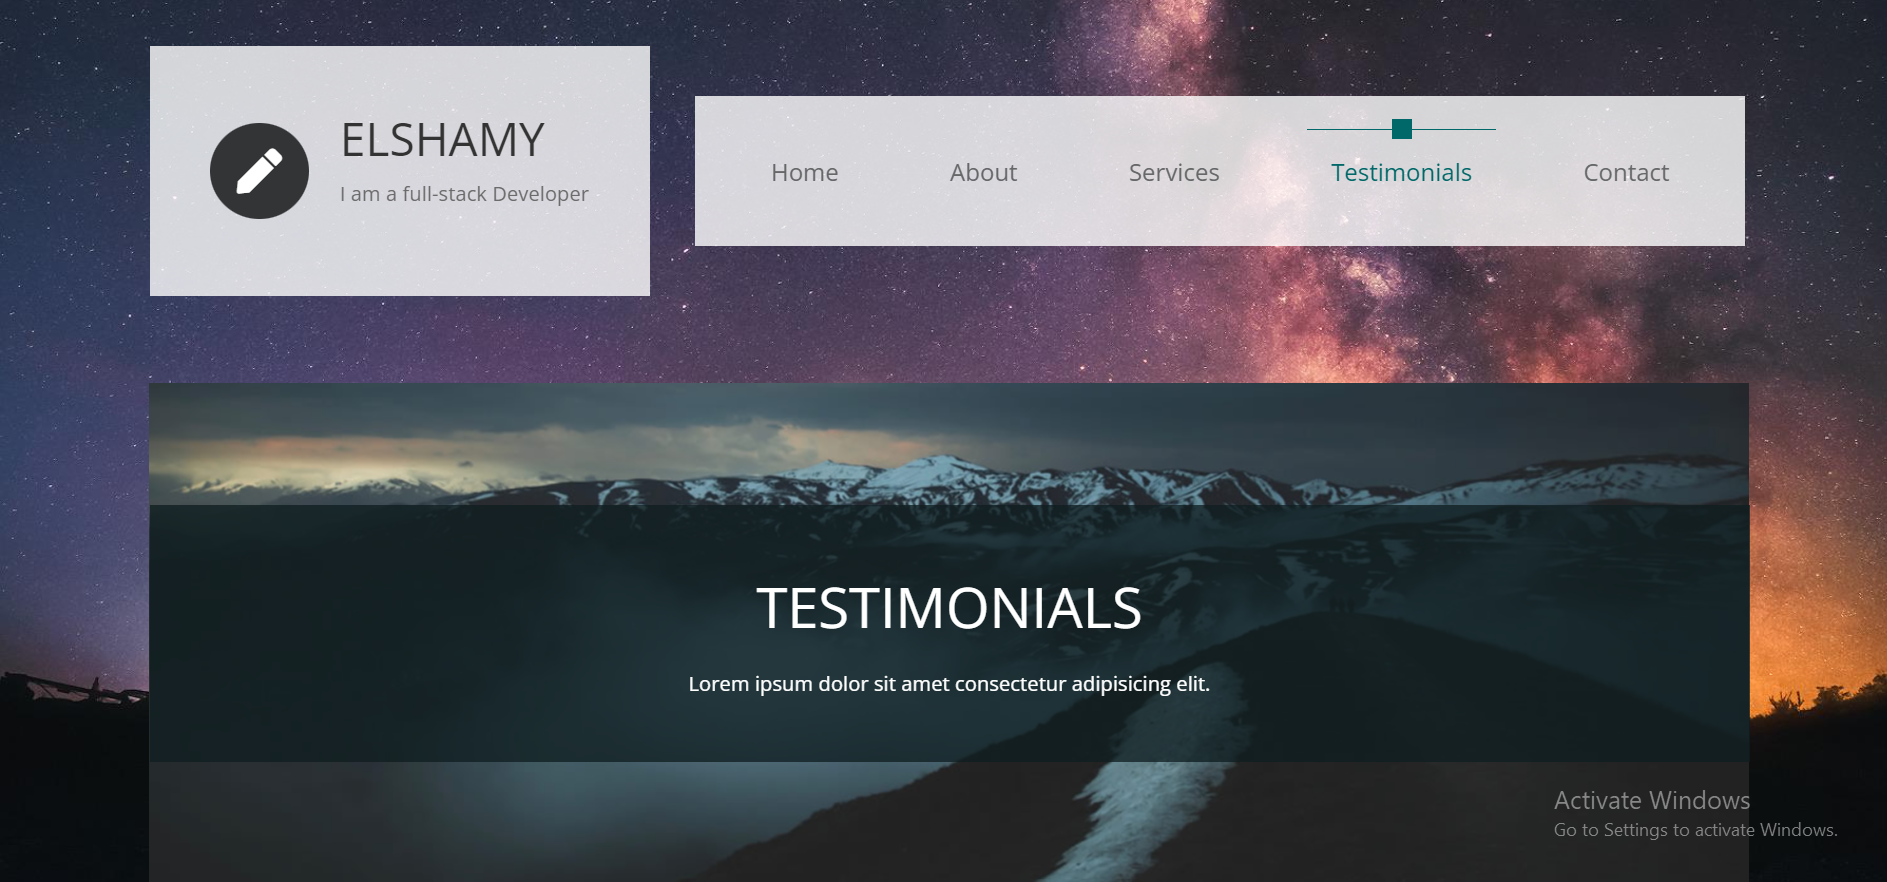 ELSHAMY
I am a full-stack Developer
Home
About
Services
Testimonials
Contact
TESTIMONIALS
Lorem ipsum dolor sit amet consectetur adipisicing elit.
Activate Windows
Go to Settings to activate Windows.